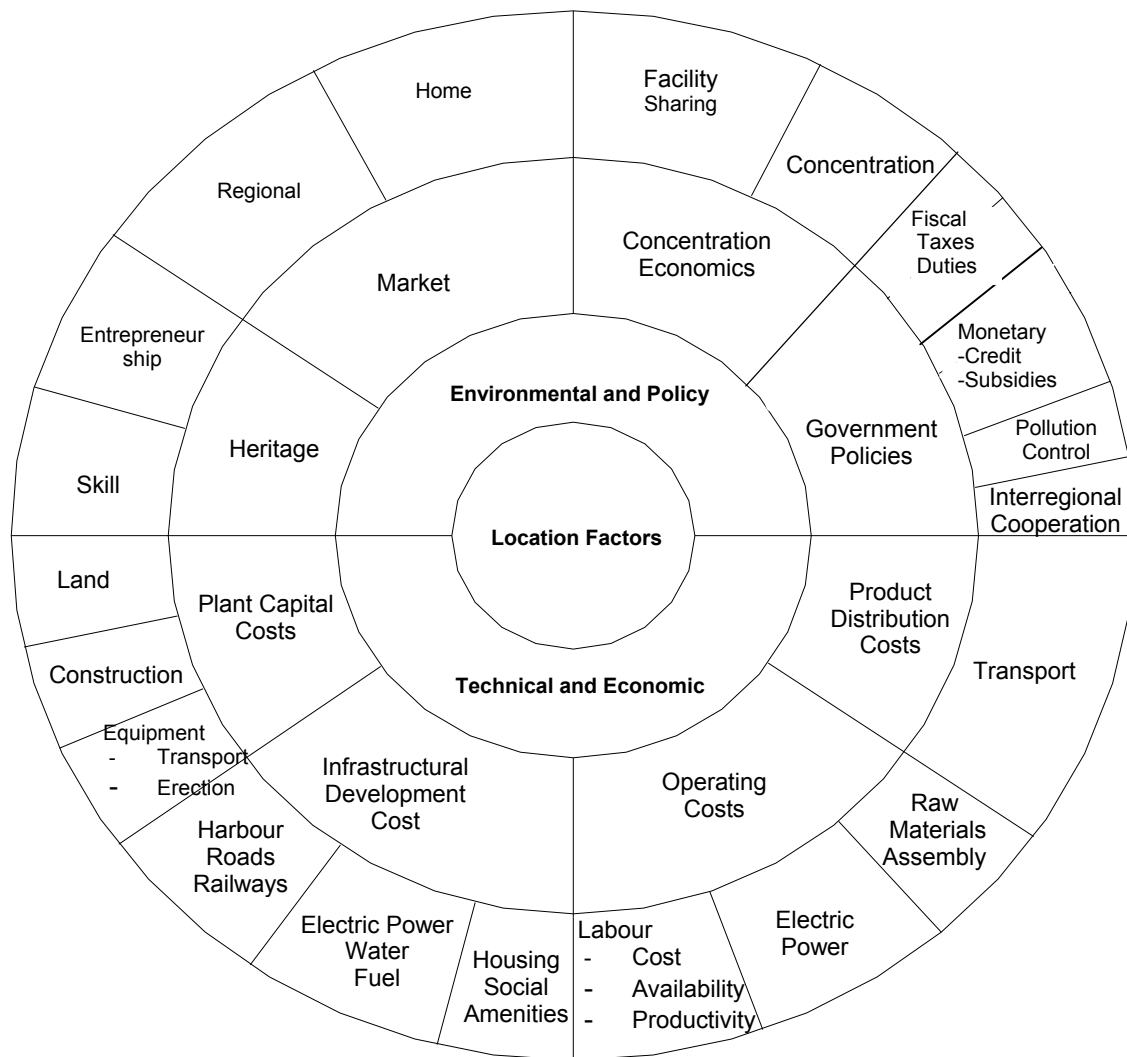 Home
Facility
Sharing
Concentration
Regional
Fiscal
Taxes
Duties
Concentration
Economics
Market
Entrepreneur
ship
Monetary
-Credit
-Subsidies
Environmental and Policy
Pollution
Control
Government
Policies
Heritage
Skill
Interregional
Cooperation
Location Factors
Land
Plant Capital
Costs
Product
Distribution
Costs
Construction
Transport
Technical and Economic
Equipment
- Transport
- Erection
Infrastructural
Development
Cost
Operating
Costs
Raw
Materials
Assembly
Harbour
Roads
Railways
Electric Power
Water
Fuel
Housing
Social
Amenities
Labour
- Cost
- Availability
- Productivity
Electric
Power